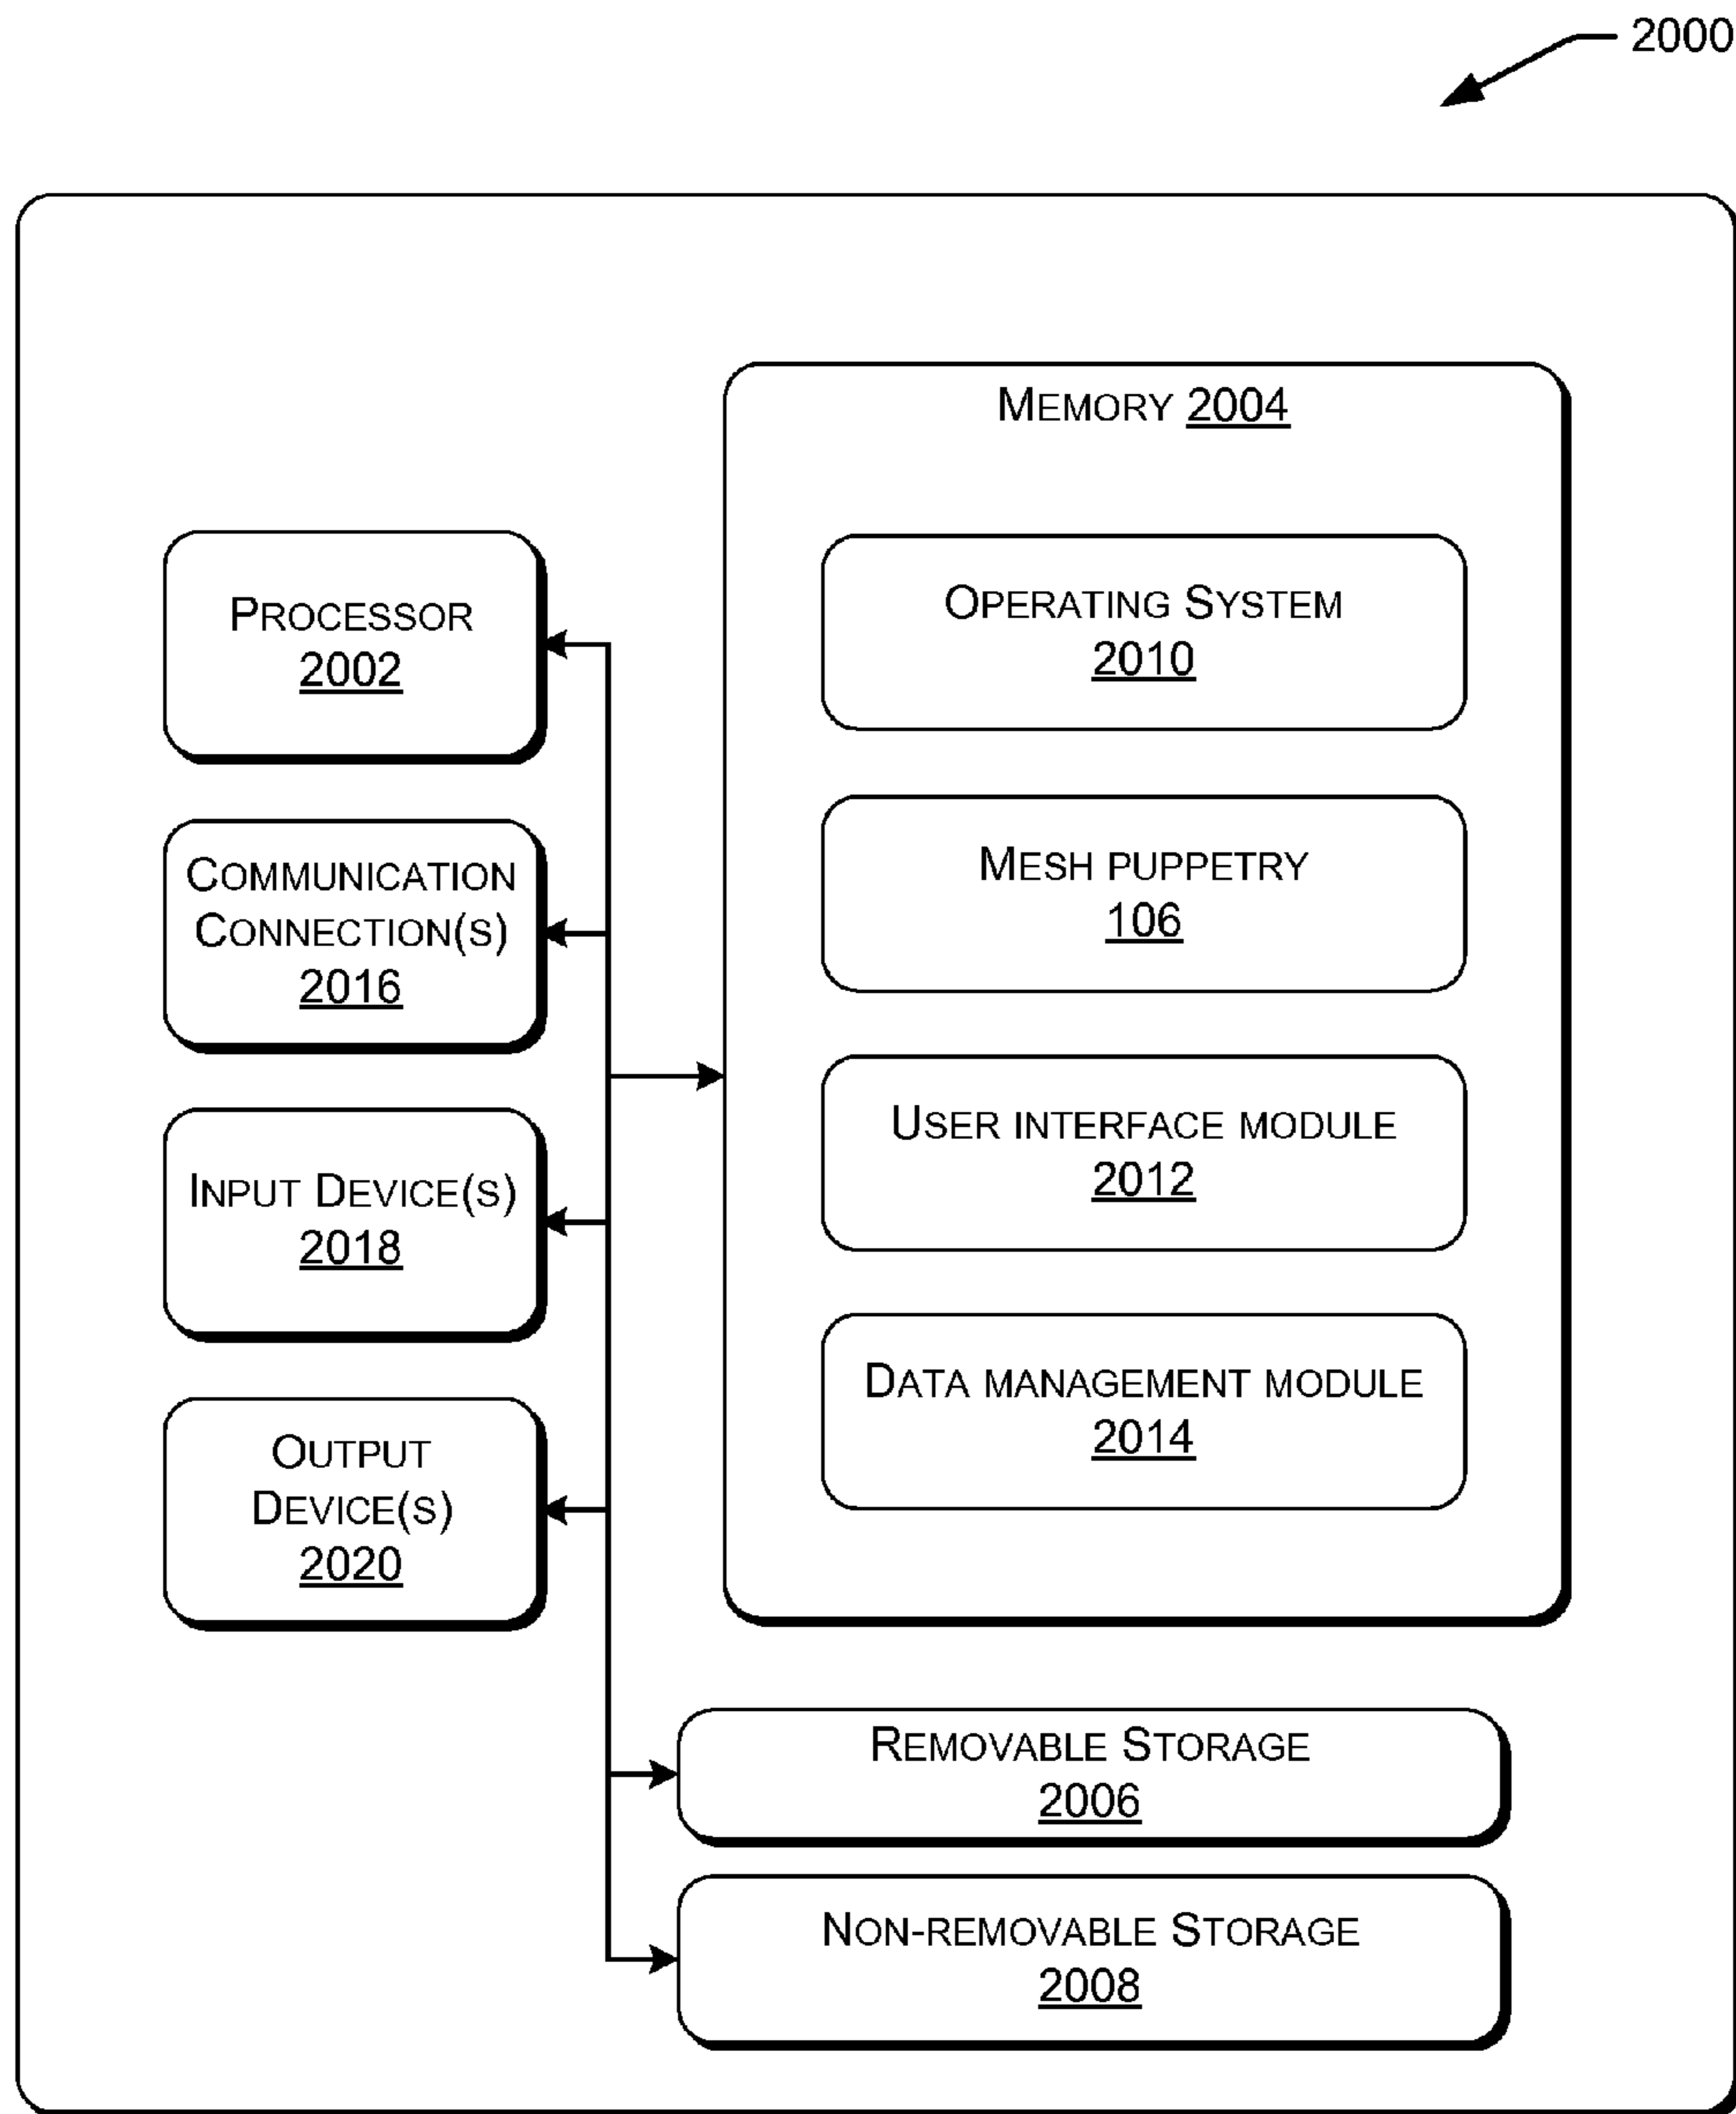 2000
MEMORY 2004
PROCESSOR
2002
COMMUNICATION
CONNECTION(S)
2016
INPUT DEVICE(S)
2018
OUTPUT
DEVICE(S)
2020
OPERATING SYSTEM
2010
MESH PUPPETRY
106
USER INTERFACE MODULE
2012
DATA MANAGEMENT MODULE
2014
REMOVABLE STORAGE
2006
NON-REMOVABLE STORAGE
2008